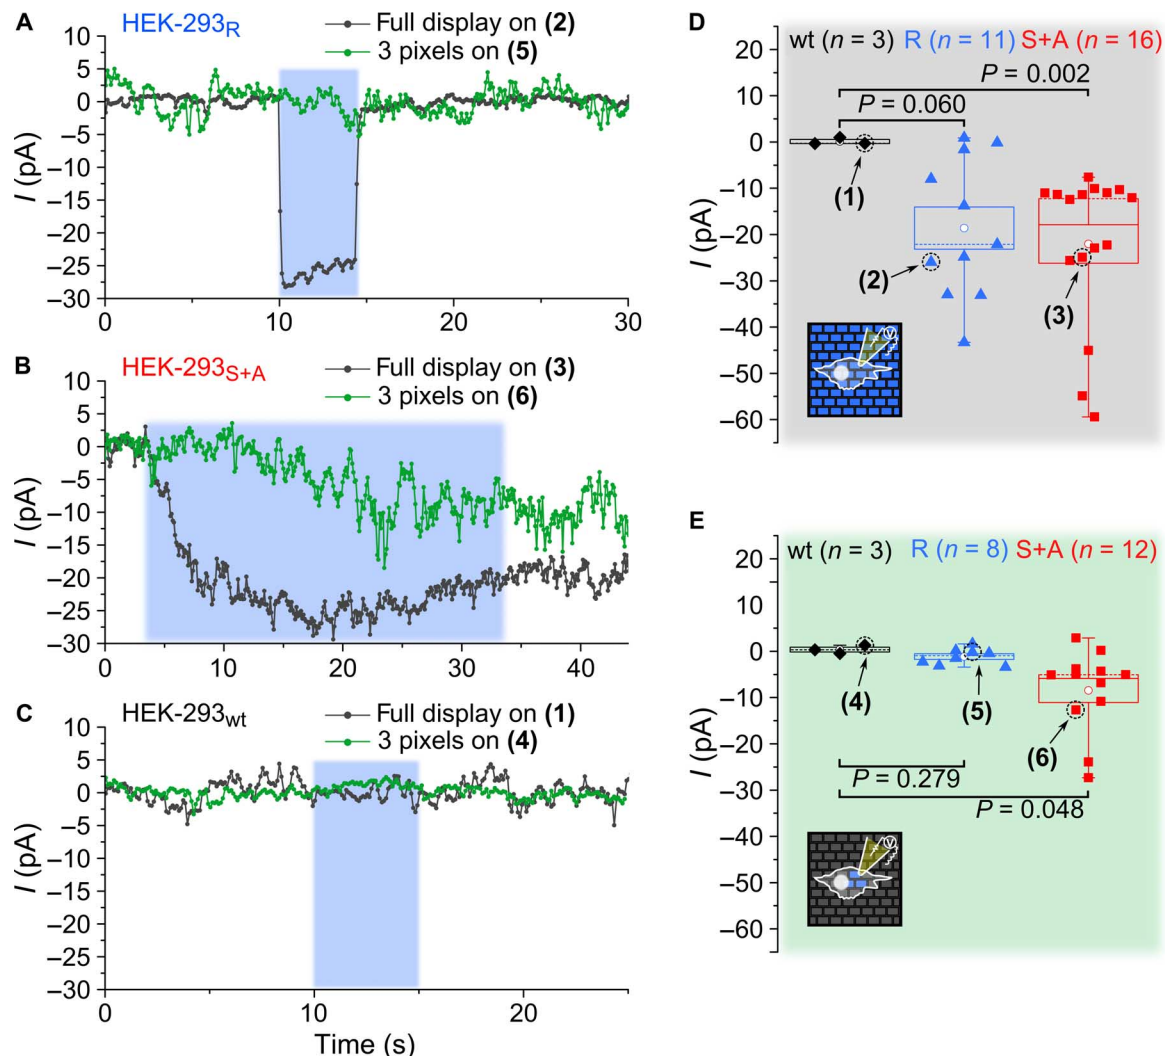 A
HEK-293R
Full display on (2)
3 pixels on (5)
10
5
0
–5
–10
–15
–20
–25
–30
I (pA)
0
10
20
30
B
HEK-293S+A
Full display on (3)
3 pixels on (6)
10
5
0
–5
–10
–15
–20
–25
–30
I (pA)
0
10
20
30
40
C
HEK-293wt
Full display on (1)
3 pixels on (4)
10
5
0
–5
–10
–15
–20
–25
–30
I (pA)
0
10
20
Time (s)
D
wt (n = 3) R (n = 11) S+A (n = 16)
P = 0.002
P = 0.060
20
10
0
–10
–20
–30
–40
–50
–60
I (pA)
(1)
(2)
(3)
V
E
wt (n = 3) R (n = 8) S+A (n = 12)
20
10
0
–10
–20
–30
–40
–50
–60
I (pA)
(4)
(5)
(6)
P = 0.279
P = 0.048
V